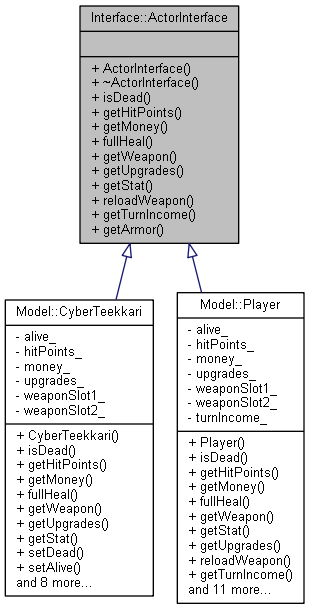 Interface::ActorInterface
+ ActorInterface()
+ ~ActorInterface()
+ isDead()
+ getHitPoints()
+ getMoney()
+ fullHeal()
+ getWeapon()
+ getUpgrades()
+ getStat()
+ reloadWeapon()
+ getTurnIncome()
+ getArmor()
Model::CyberTeekkari
- alive_
- hitPoints_
- money_
- upgrades_
- weaponSlot1_
- weaponSlot2_
+ CyberTeekkari()
+ isDead()
+ getHitPoints()
+ getMoney()
+ fullHeal()
+ getWeapon()
+ getUpgrades()
+ getStat()
+ setDead()
+ setAlive()
and 8 more...
Model::Player
- alive_
- hitPoints_
- money_
- upgrades_
- weaponSlot1_
- weaponSlot2_
- turnIncome_
+ Player()
+ isDead()
+ getHitPoints()
+ getMoney()
+ fullHeal()
+ getWeapon()
+ getStat()
+ getUpgrades()
+ reloadWeapon()
+ getTurnIncome()
and 11 more...